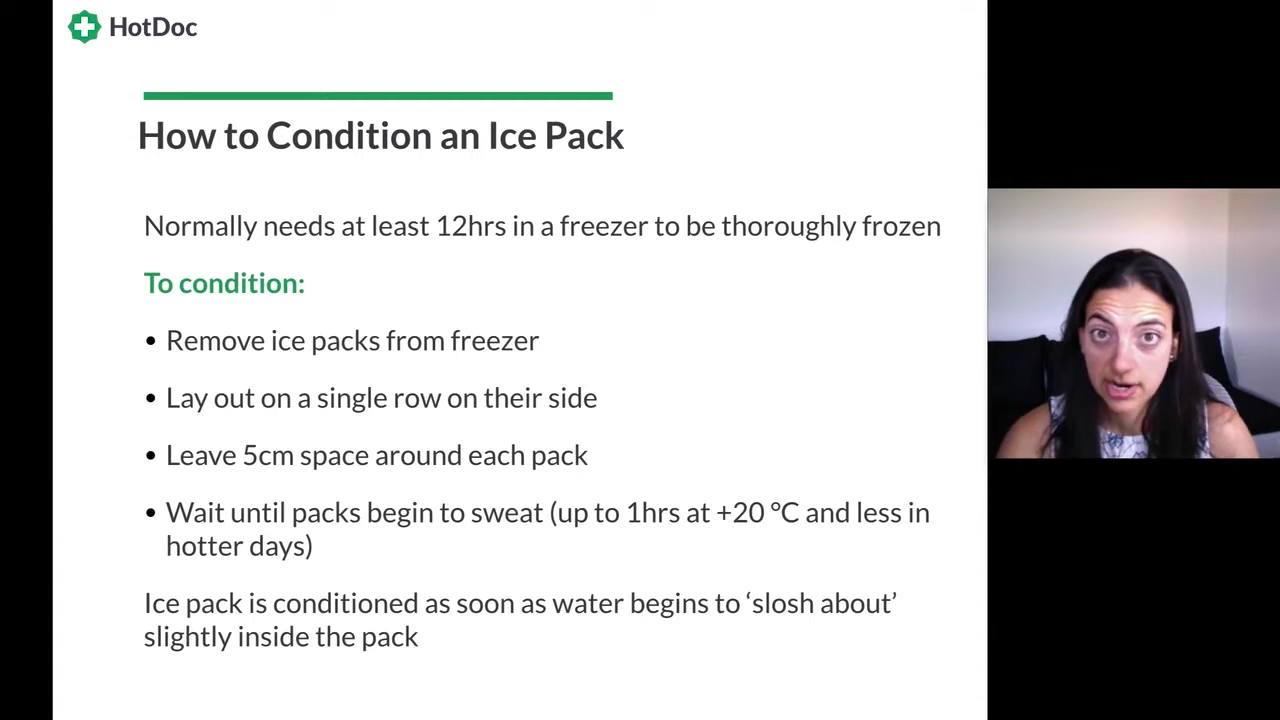 HotDoc
How to Condition an Ice Pack
Normally needs at least 12hrs in a freezer to be thoroughly frozen
To condition:
• Remove ice packs from freezer
• Lay out on a single row on their side
• Leave 5cm space around each pack
• Wait until packs begin to sweat (up to 1hrs at +20 °C and less in
hotter days)
Ice pack is conditioned as soon as water begins to ‘slosh about’
slightly inside the pack